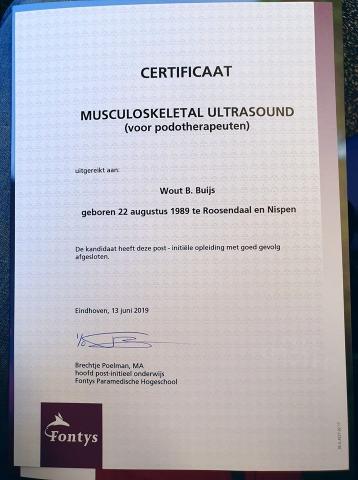 CERTIFICAAT
MUSCULOSKELETAL ULTRASOUND
(voor podotherapeuten)
uitgereikt aan:
Wout B. Buijs
geboren 22 augustus 1989 te Roosendaal en Nispen
De kandidaat heeft deze post - initiële opleiding met goed gevolg
afgesloten.
Eindhoven, 13 juni 2019
Brechtje Poelman, MA
hoofd post-initieel onderwijs
Fontys Paramedische Hogeschool
Fontys